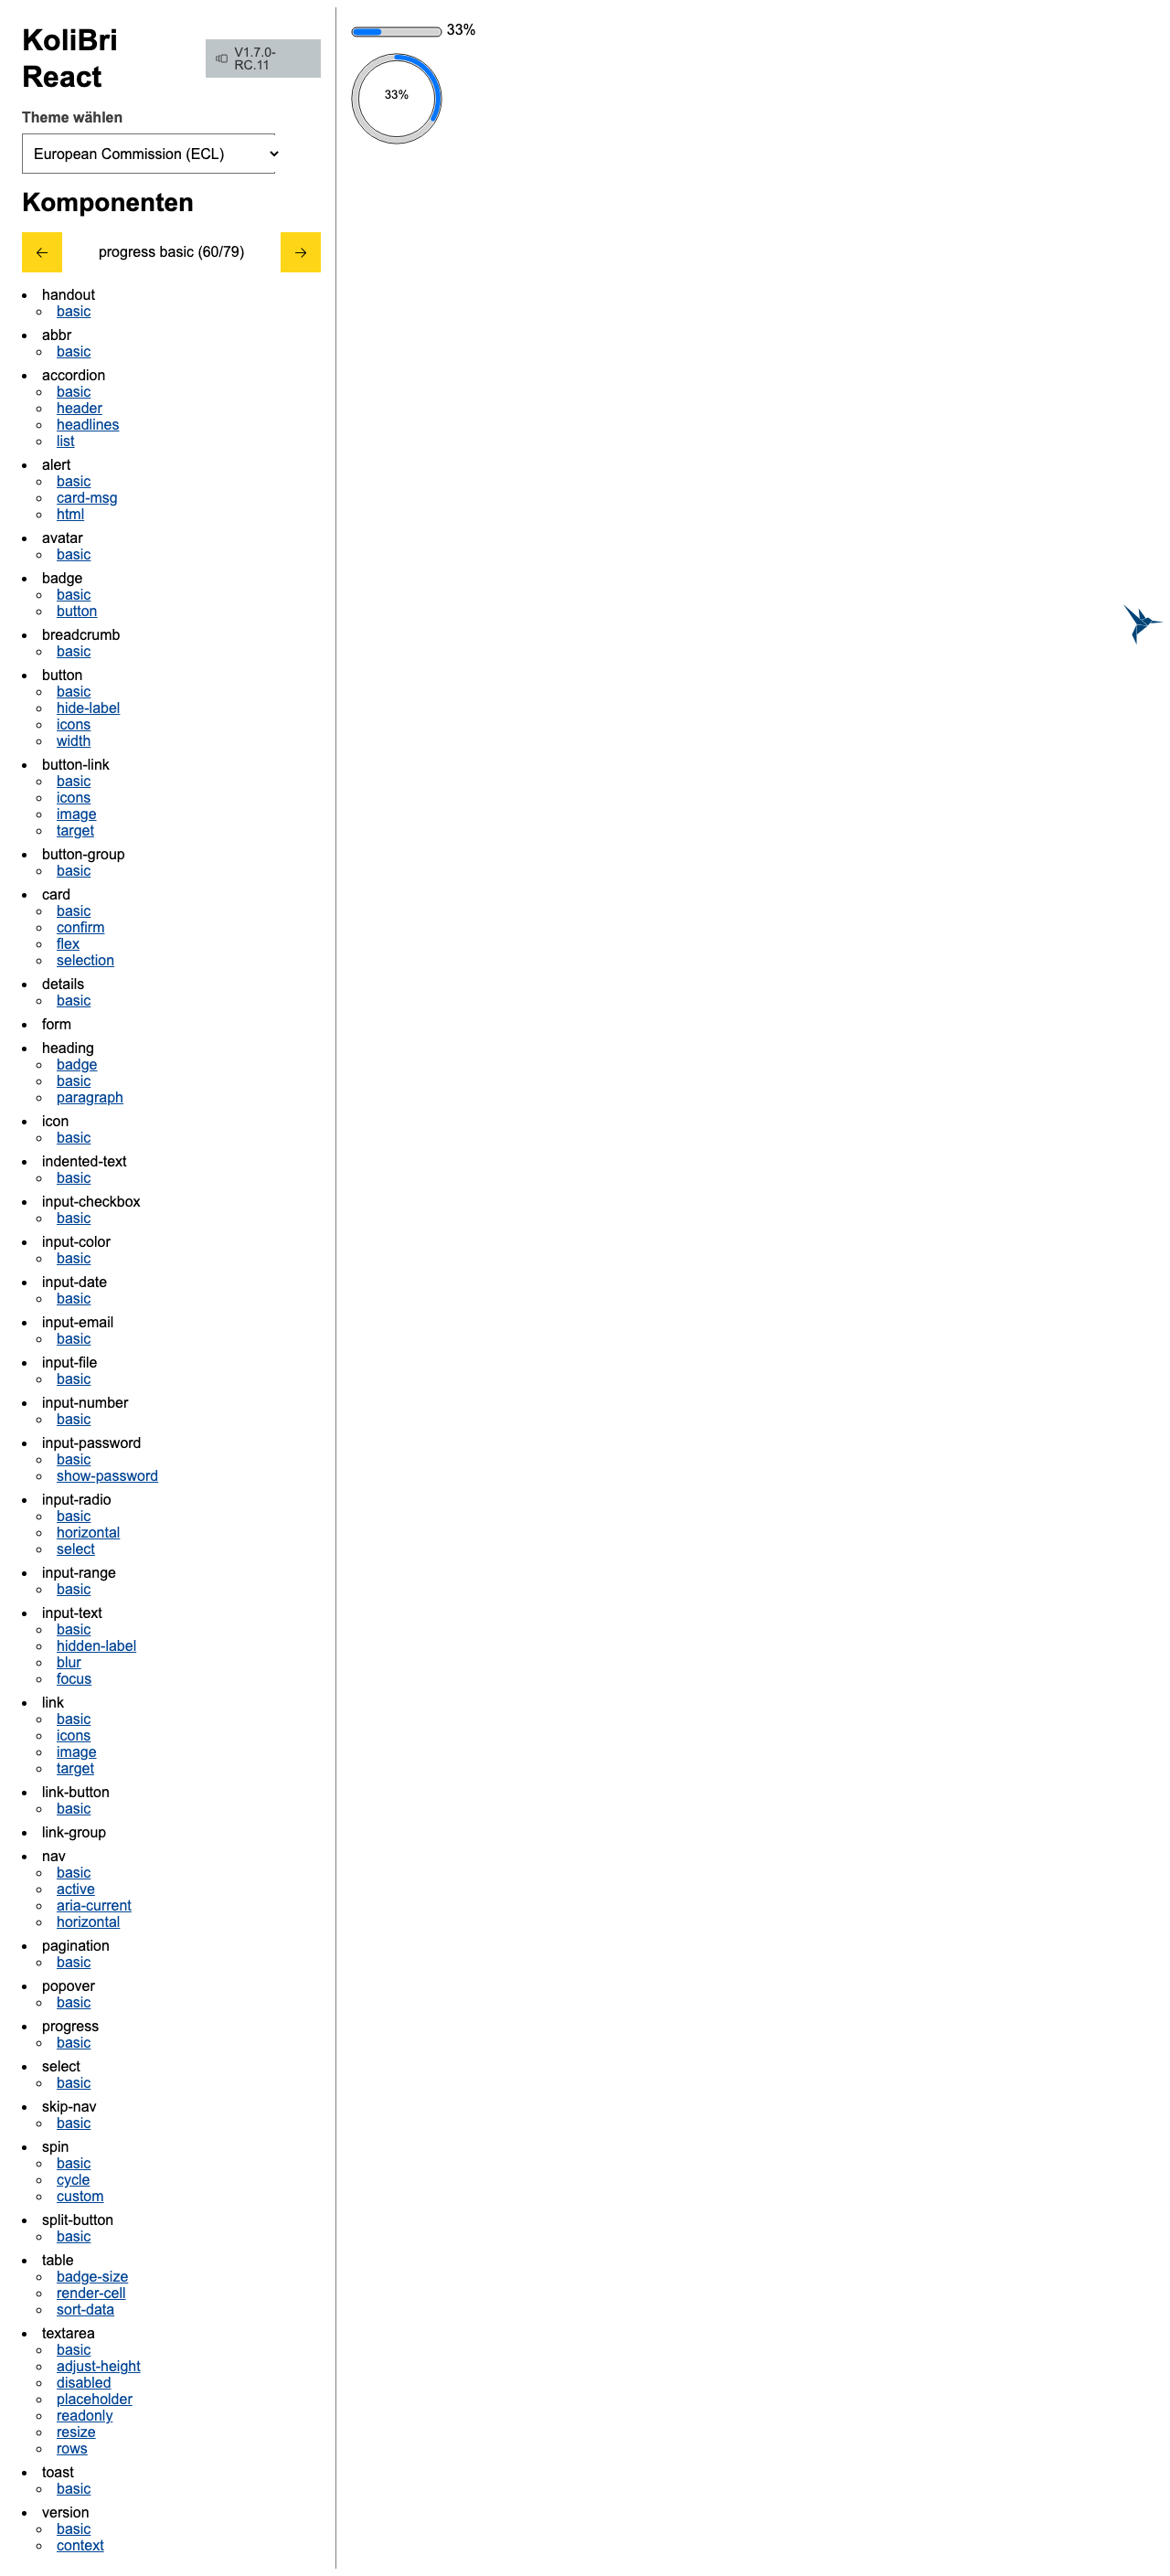 KoliBri
React
V1.7.0-
RC.11
Theme wählen
European Commission (ECL)
Komponenten
progress basic (60/79)
handout
basic
abbr
basic
accordion
basic
header
headlines
list
alert
basic
card-msg
html
avatar
basic
badge
basic
button
breadcrumb
basic
button
basic
hide-label
icons
width
button-link
basic
icons
image
target
button-group
basic
card
basic
confirm
flex
selection
details
basic
form
heading
badge
basic
paragraph
icon
basic
indented-text
basic
input-checkbox
basic
input-color
basic
input-date
basic
input-email
basic
input-file
basic
input-number
basic
input-password
basic
show-password
input-radio
basic
horizontal
select
input-range
basic
input-text
basic
hidden-label
blur
focus
link
basic
icons
image
target
link-button
basic
link-group
nav
basic
active
aria-current
horizontal
pagination
basic
popover
basic
progress
basic
select
basic
skip-nav
basic
spin
basic
cycle
custom
split-button
basic
table
badge-size
render-cell
sort-data
textarea
basic
adjust-height
disabled
placeholder
readonly
resize
rows
toast
basic
version
basic
context
33%
33%